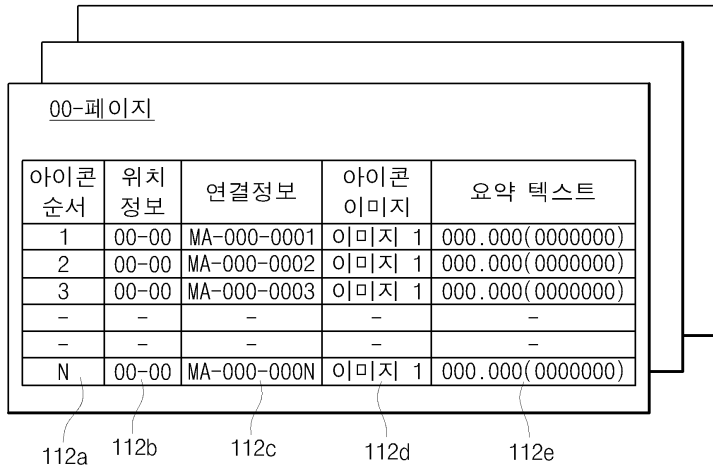 00-페이지
아이콘 순서 위치 정보 연결정보 아이콘 이미지 요약 텍스트
1 00-00 MA-000-0001 이미지 1 000.000(0000000)
2 00-00 MA-000-0002 이미지 1 000.000(0000000)
3 00-00 MA-000-0003 이미지 1 000.000(0000000)
- - - - -
- - - - -
N 00-00 MA-000-000N 이미지 1 000.000(0000000)
112a 112b 112c 112d 112e